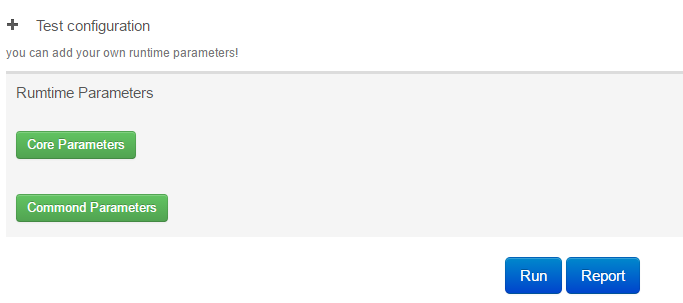 Test configuration
you can add your own runtime parameters!
Rumtime Parameters
Core Parameters
Commond Parameters
Run Report